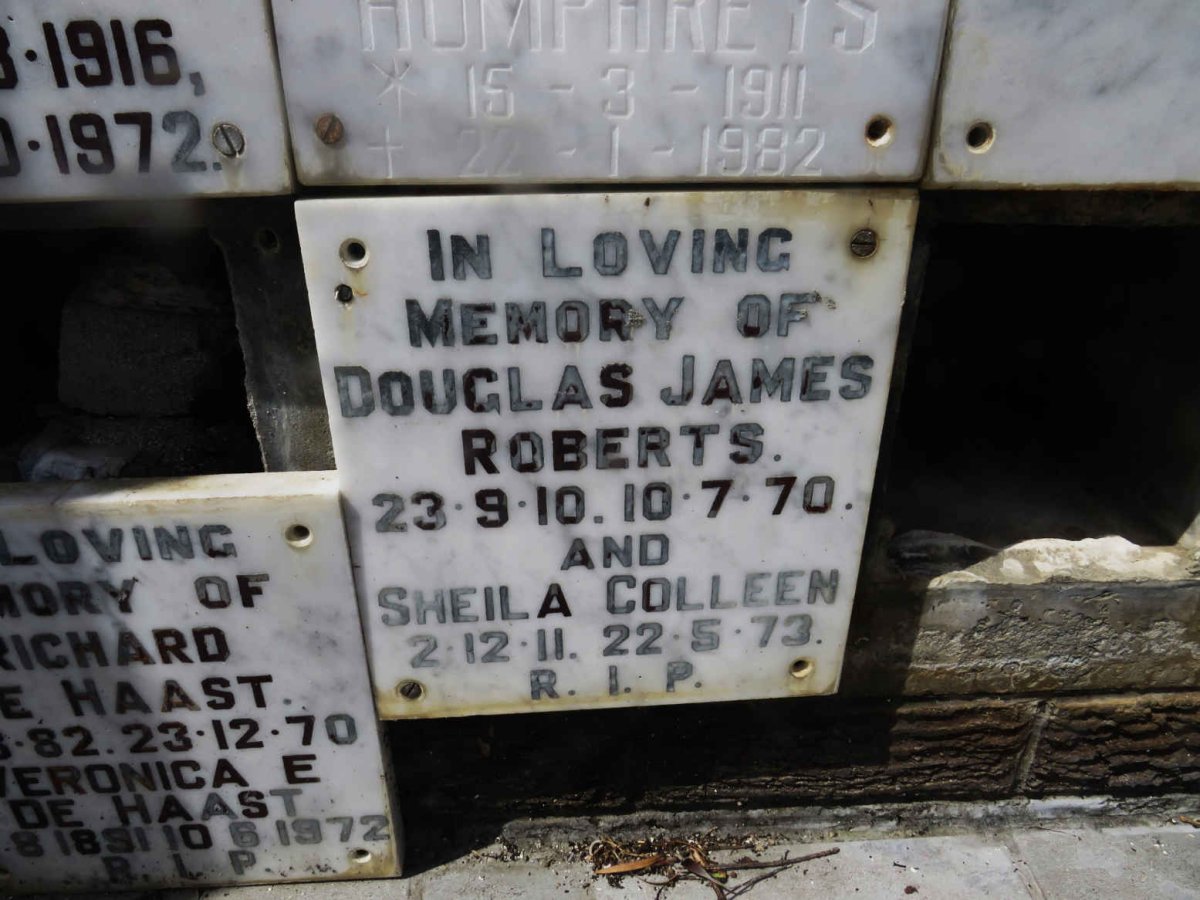 1916,
1972.
HUMPHREYS
* 15 - 3 - 1911
† 22 - 1 - 1982
IN LOVING
MEMORY OF
DOUGLAS JAMES
ROBERTS.
23·9·10. 10·7·70.
AND
SHEILA COLLEEN
2·12·11. 22·5·73.
R. I. P.
LOVING
MORY OF
RICHARD
E HAAST.
82. 23·12·70
VERONICA E
DE HAAST
8 1891 10 6 1972
R. I. P.